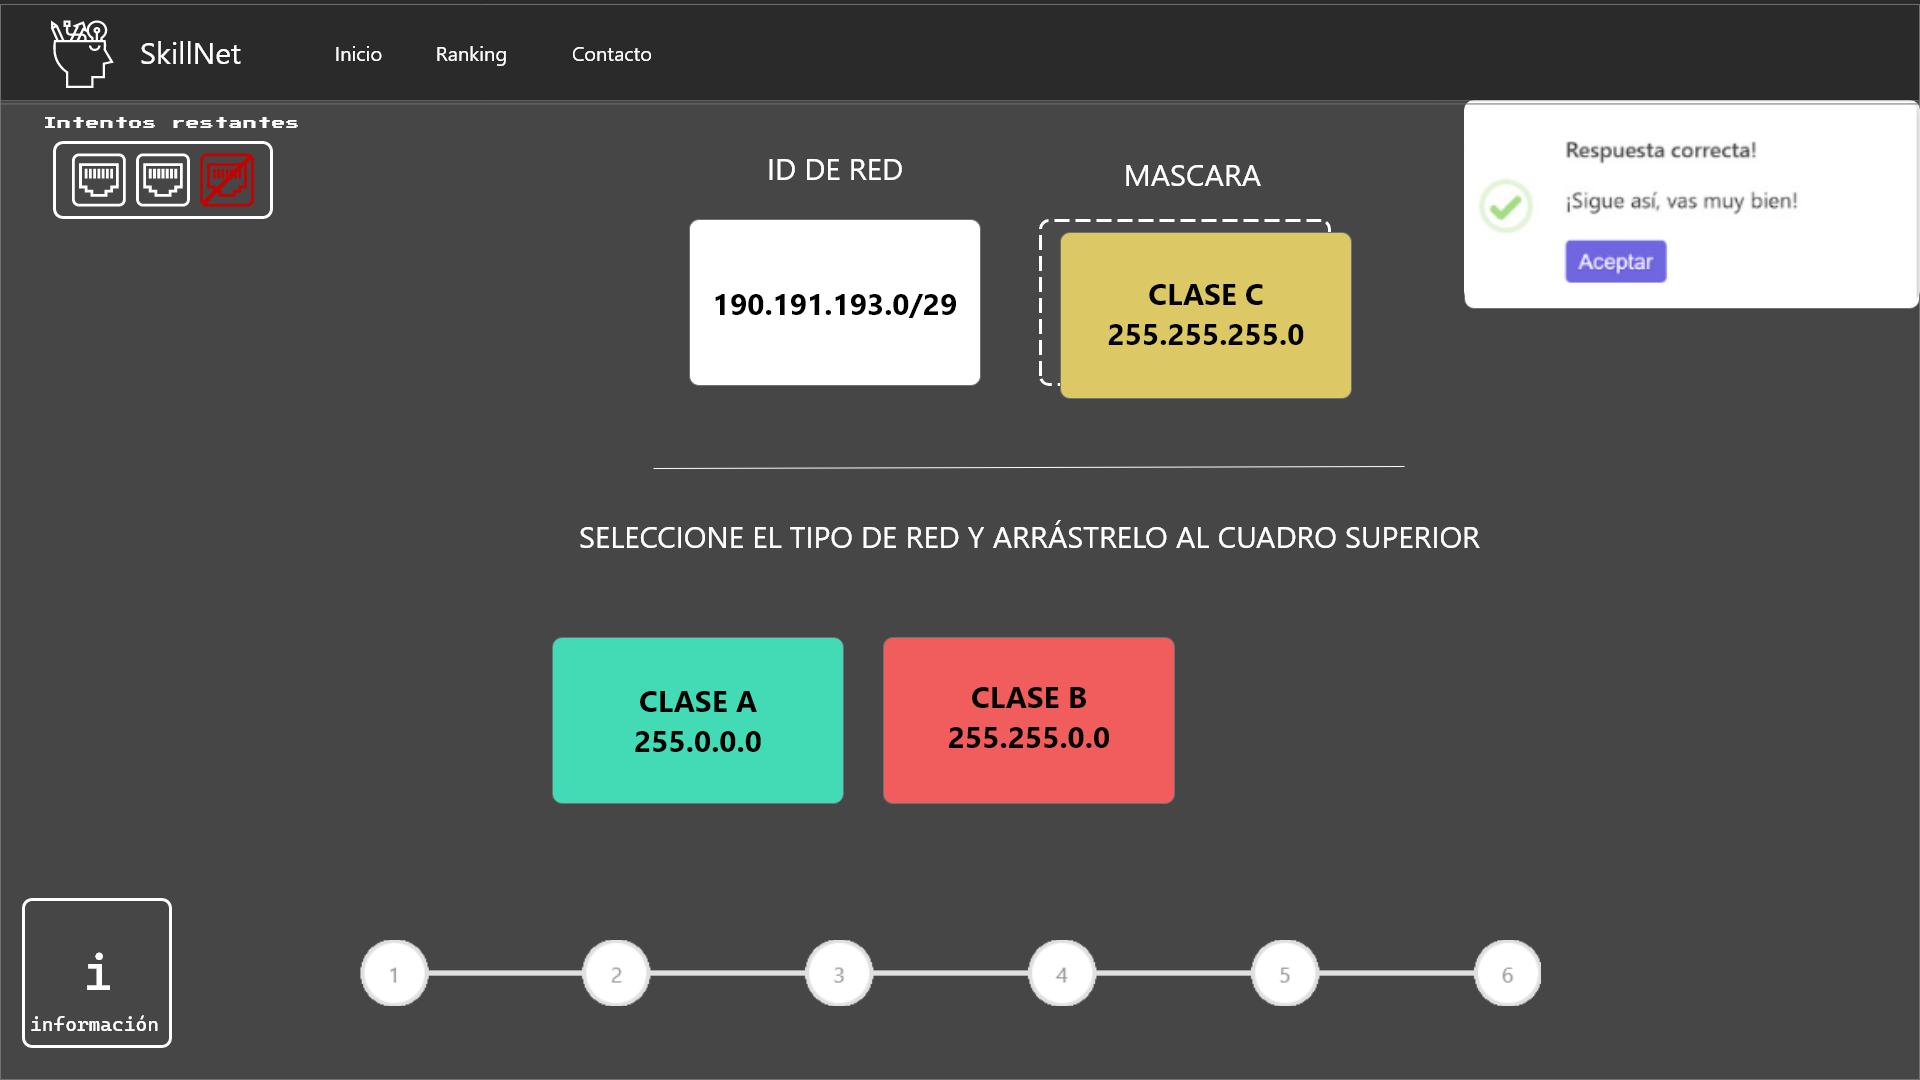 SkillNet
Inicio
Ranking
Contacto
Intentos restantes
ID DE RED
MASCARA
190.191.193.0/29
CLASE C
255.255.255.0
Respuesta correcta!
¡Sigue así, vas muy bien!
Aceptar
SELECCIONE EL TIPO DE RED Y ARRÁSTRELO AL CUADRO SUPERIOR
CLASE A
255.0.0.0
CLASE B
255.255.0.0
i
información
1
2
3
4
5
6